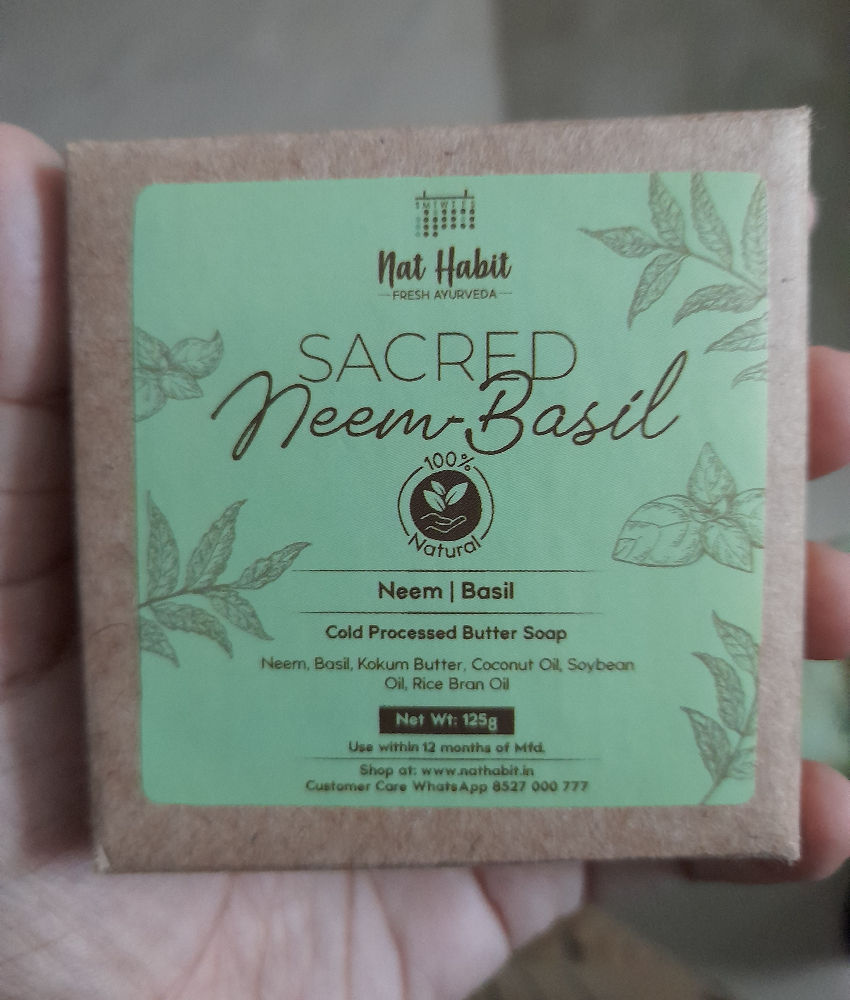 S M T W T F S
Nat Habit
FRESH AYURVEDA
SACRED
Neem-Basil
100%
Natural
Neem | Basil
Cold Processed Butter Soap
Neem, Basil, Kokum Butter, Coconut Oil, Soybean
Oil, Rice Bran Oil
Net Wt: 125g
Use within 12 months of Mfd.
Shop at: www.nathabit.in
Customer Care WhatsApp 8527 000 777